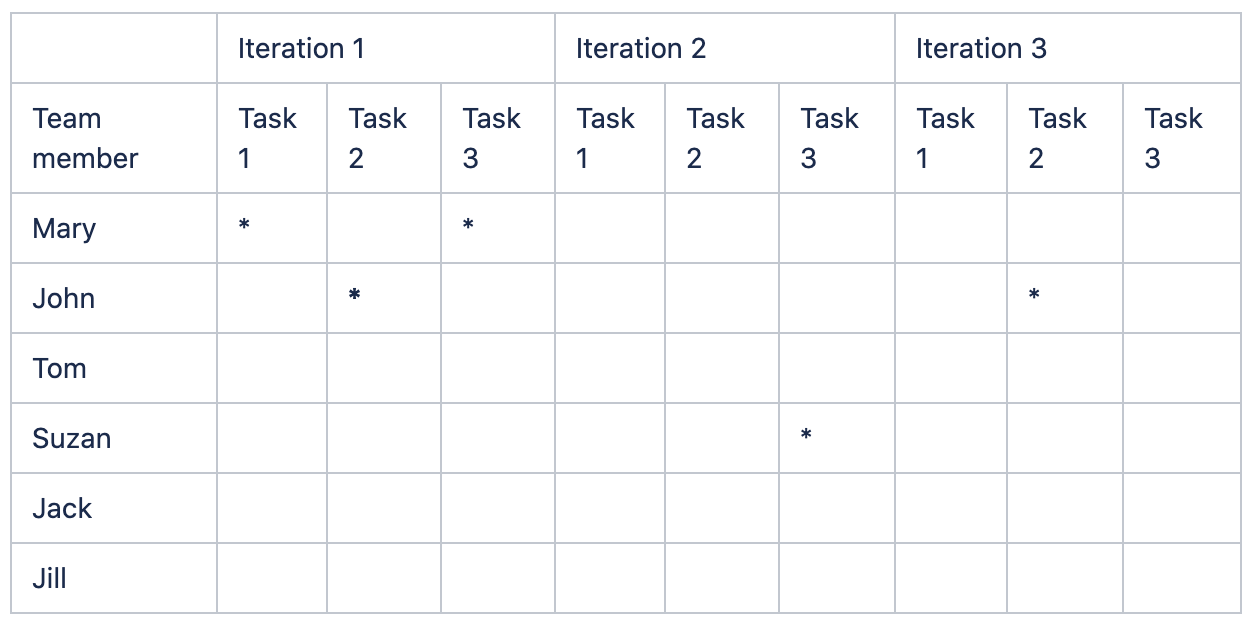 Iteration 1 Iteration 2 Iteration 3
Team member Task 1 Task 2 Task 3 Task 1 Task 2 Task 3 Task 1 Task 2 Task 3
Mary * *
John * *
Tom
Suzan *
Jack
Jill